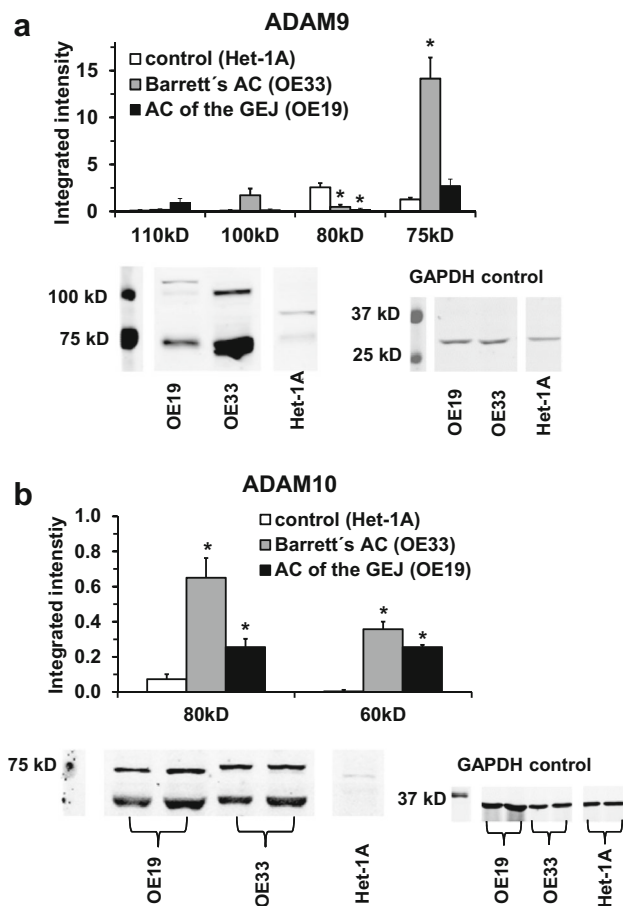 a
ADAM9
Integrated intensity
15
10
5
0
control (Het-1A)
Barrett´s AC (OE33)
AC of the GEJ (OE19)
*
* *
110kD 100kD 80kD 75kD
100 kD
75 kD
OE19 OE33 Het-1A
GAPDH control
37 kD
25 kD
OE19 OE33 Het-1A
b
ADAM10
Integrated intenstiy
1.0
0.8
0.6
0.4
0.2
0.0
control (Het-1A)
Barrett´s AC (OE33)
AC of the GEJ (OE19)
* *
* *
80kD 60kD
75 kD
OE19 OE33 Het-1A
GAPDH control
37 kD
OE19 OE33 Het-1A